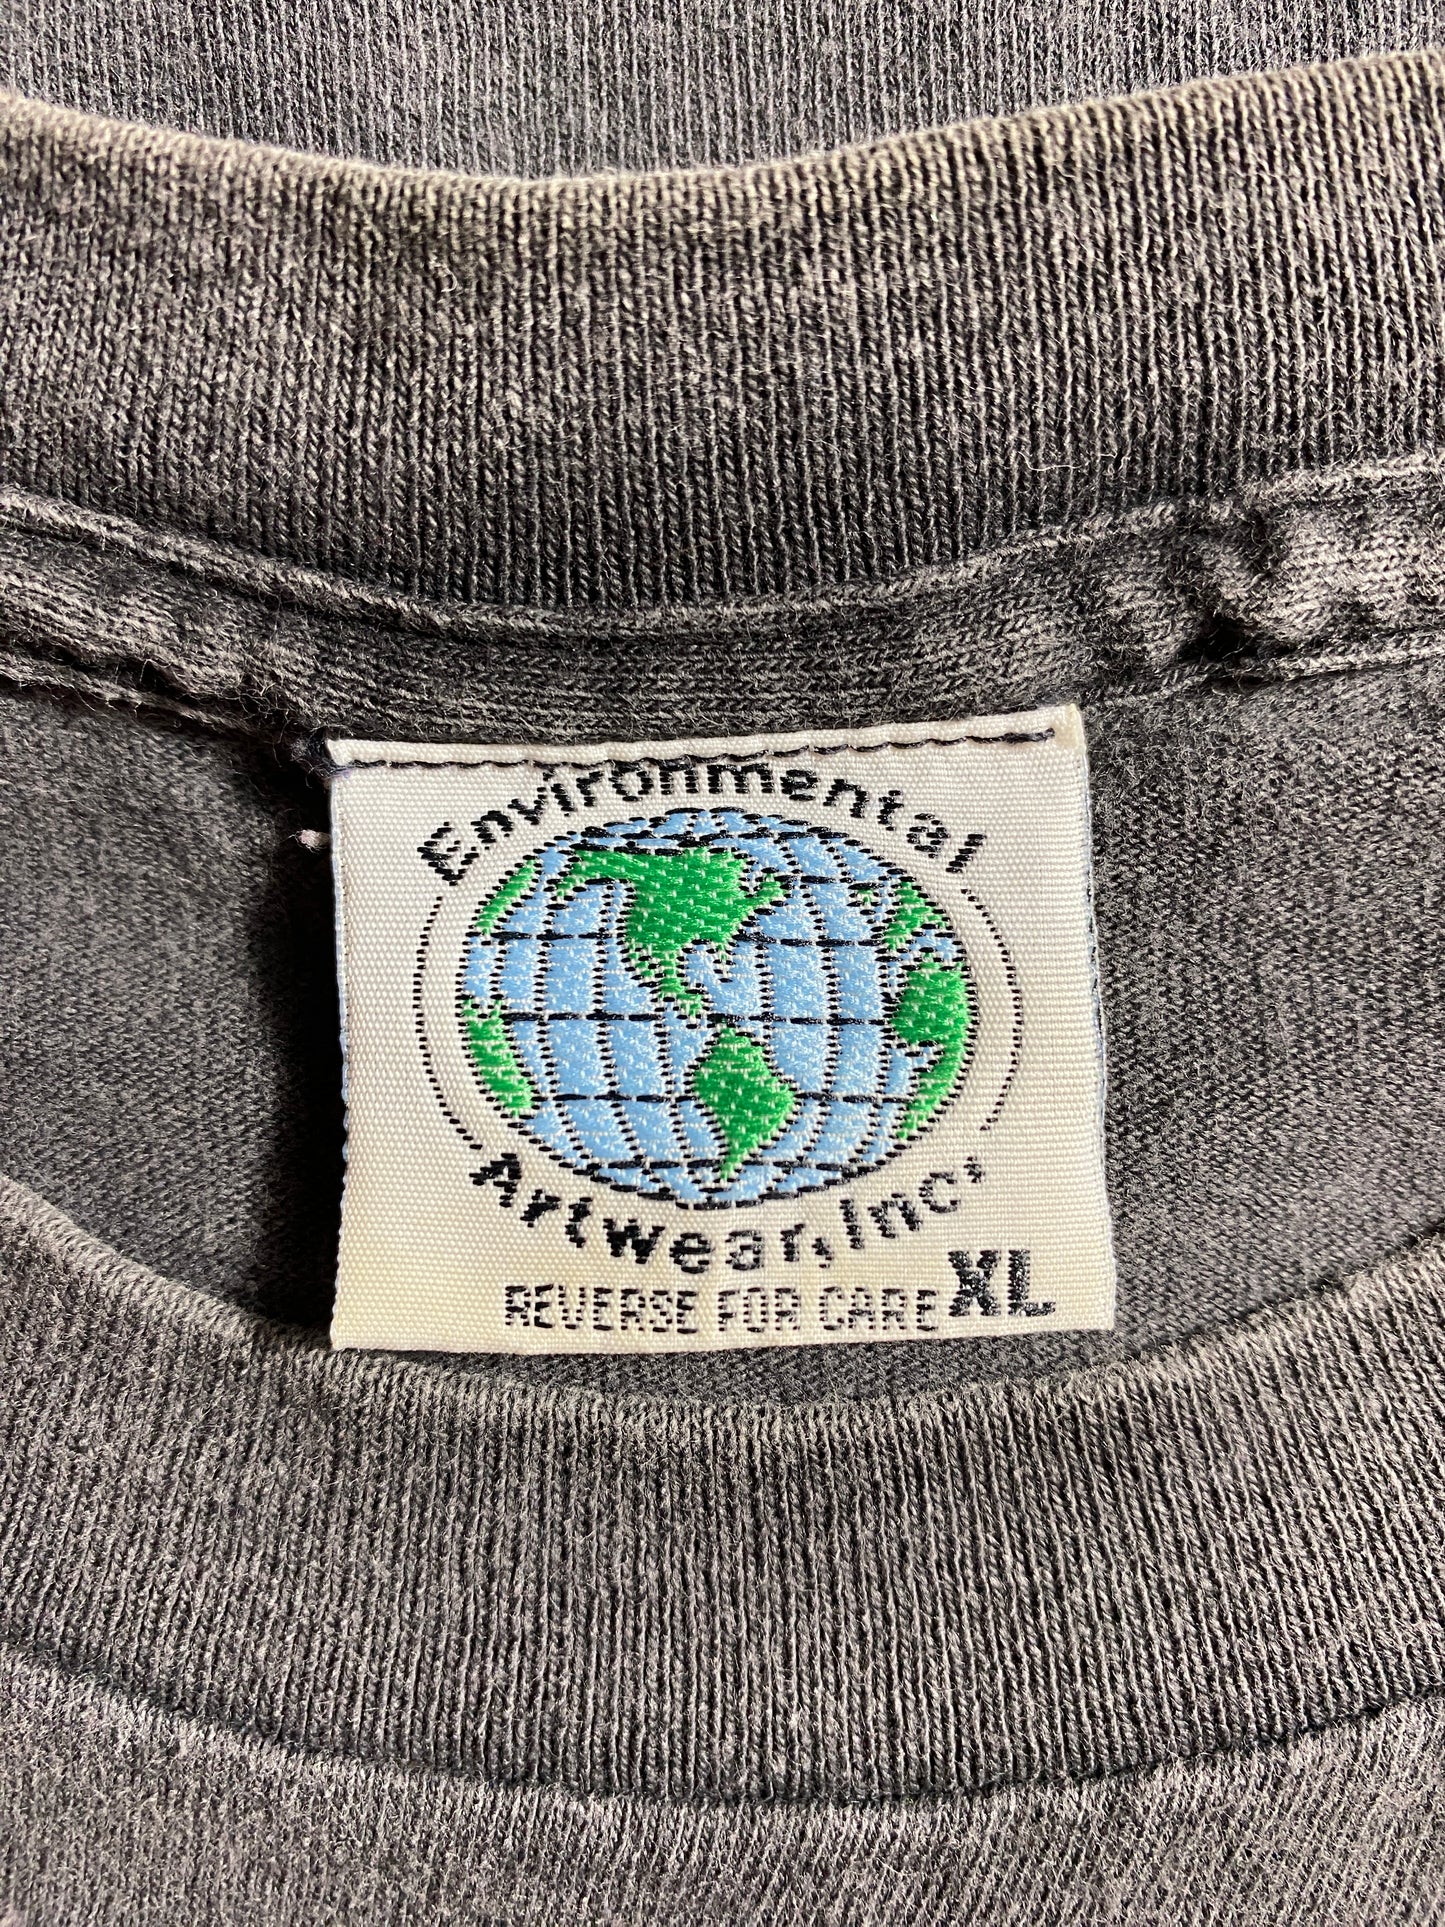 Environmental
Artwear, Inc.
REVERSE FOR CARE XL